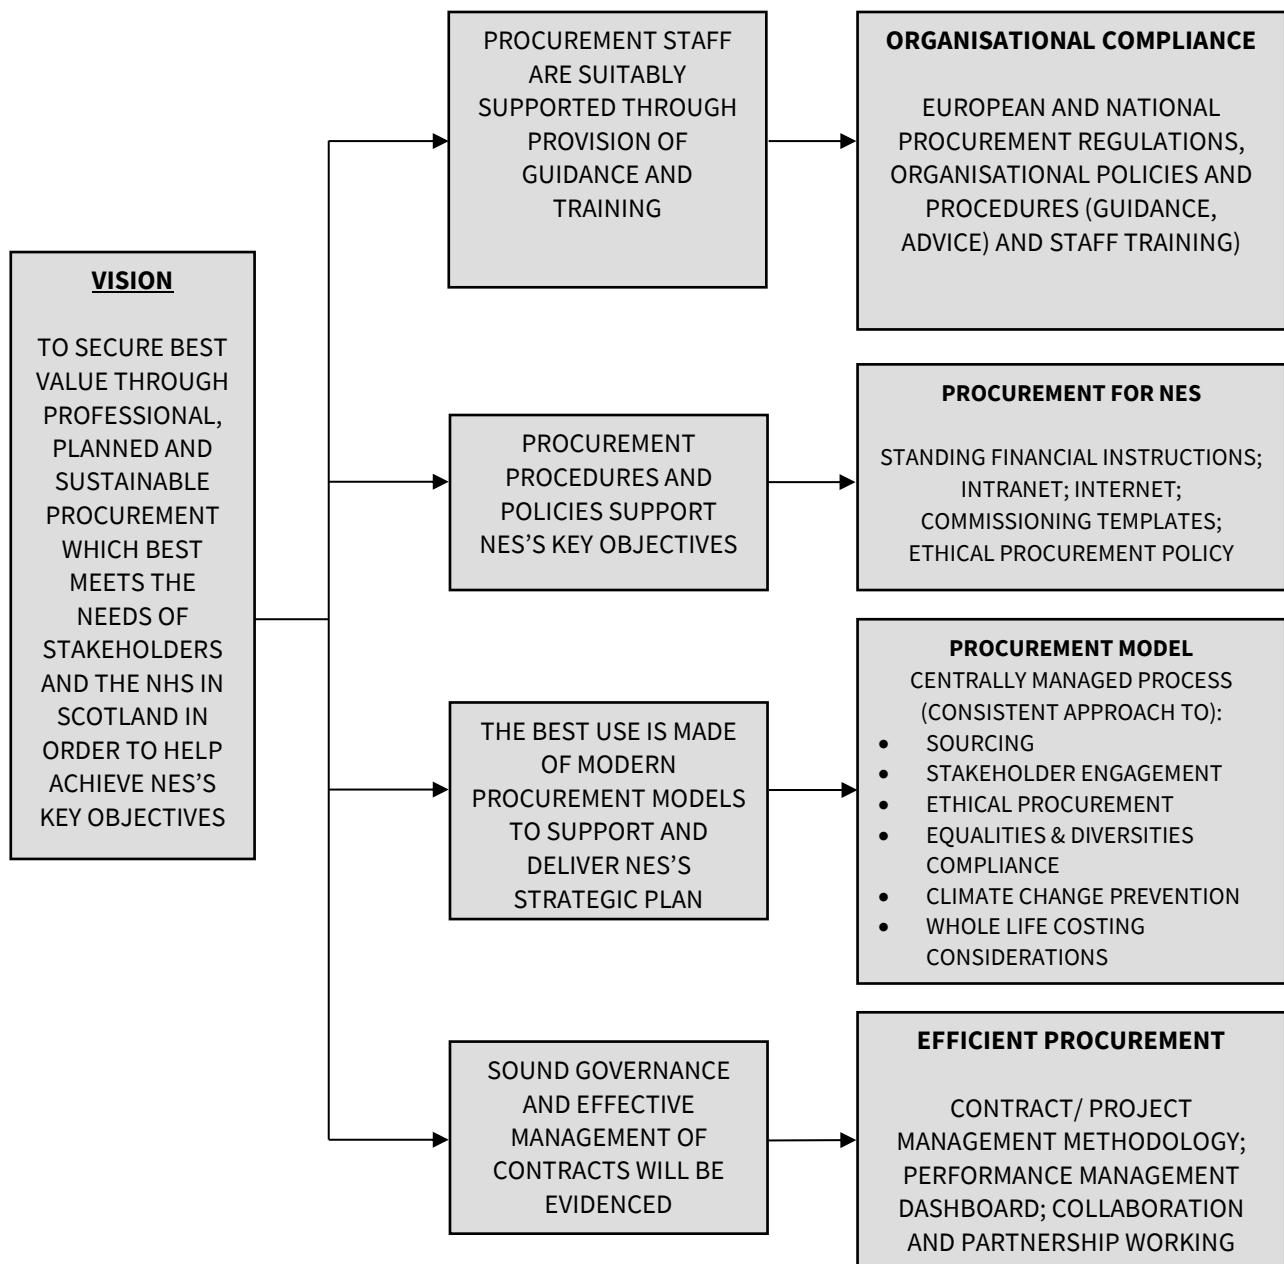 VISION
TO SECURE BEST
VALUE THROUGH
PROFESSIONAL,
PLANNED AND
SUSTAINABLE
PROCUREMENT
WHICH BEST
MEETS THE
NEEDS OF
STAKEHOLDERS
AND THE NHS IN
SCOTLAND IN
ORDER TO HELP
ACHIEVE NES’S
KEY OBJECTIVES
PROCUREMENT STAFF
ARE SUITABLY
SUPPORTED THROUGH
PROVISION OF
GUIDANCE AND
TRAINING
ORGANISATIONAL COMPLIANCE
EUROPEAN AND NATIONAL
PROCUREMENT REGULATIONS,
ORGANISATIONAL POLICIES AND
PROCEDURES (GUIDANCE,
ADVICE) AND STAFF TRAINING)
PROCUREMENT
PROCEDURES AND
POLICIES SUPPORT
NES’S KEY OBJECTIVES
PROCUREMENT FOR NES
STANDING FINANCIAL INSTRUCTIONS;
INTRANET; INTERNET;
COMMISSIONING TEMPLATES;
ETHICAL PROCUREMENT POLICY
THE BEST USE IS MADE
OF MODERN
PROCUREMENT MODELS
TO SUPPORT AND
DELIVER NES’S
STRATEGIC PLAN
PROCUREMENT MODEL
CENTRALLY MANAGED PROCESS
(CONSISTENT APPROACH TO):
• SOURCING
• STAKEHOLDER ENGAGEMENT
• ETHICAL PROCUREMENT
• EQUALITIES & DIVERSITIES
COMPLIANCE
• CLIMATE CHANGE PREVENTION
• WHOLE LIFE COSTING
CONSIDERATIONS
SOUND GOVERNANCE
AND EFFECTIVE
MANAGEMENT OF
CONTRACTS WILL BE
EVIDENCED
EFFICIENT PROCUREMENT
CONTRACT/ PROJECT
MANAGEMENT METHODOLOGY;
PERFORMANCE MANAGEMENT
DASHBOARD; COLLABORATION
AND PARTNERSHIP WORKING